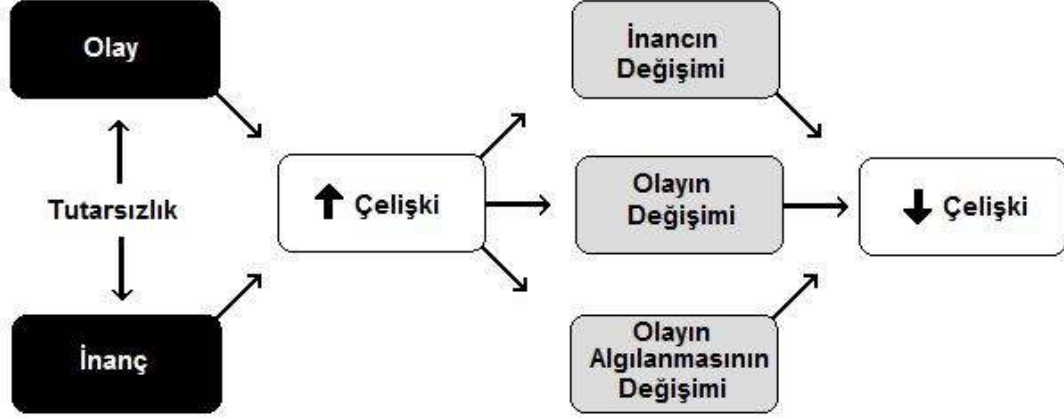 Olay
Tutarsızlık
İnanç
Çelişki
İnancın
Değişimi
Olayın
Değişimi
Olayın
Algılanmasının
Değişimi
Çelişki